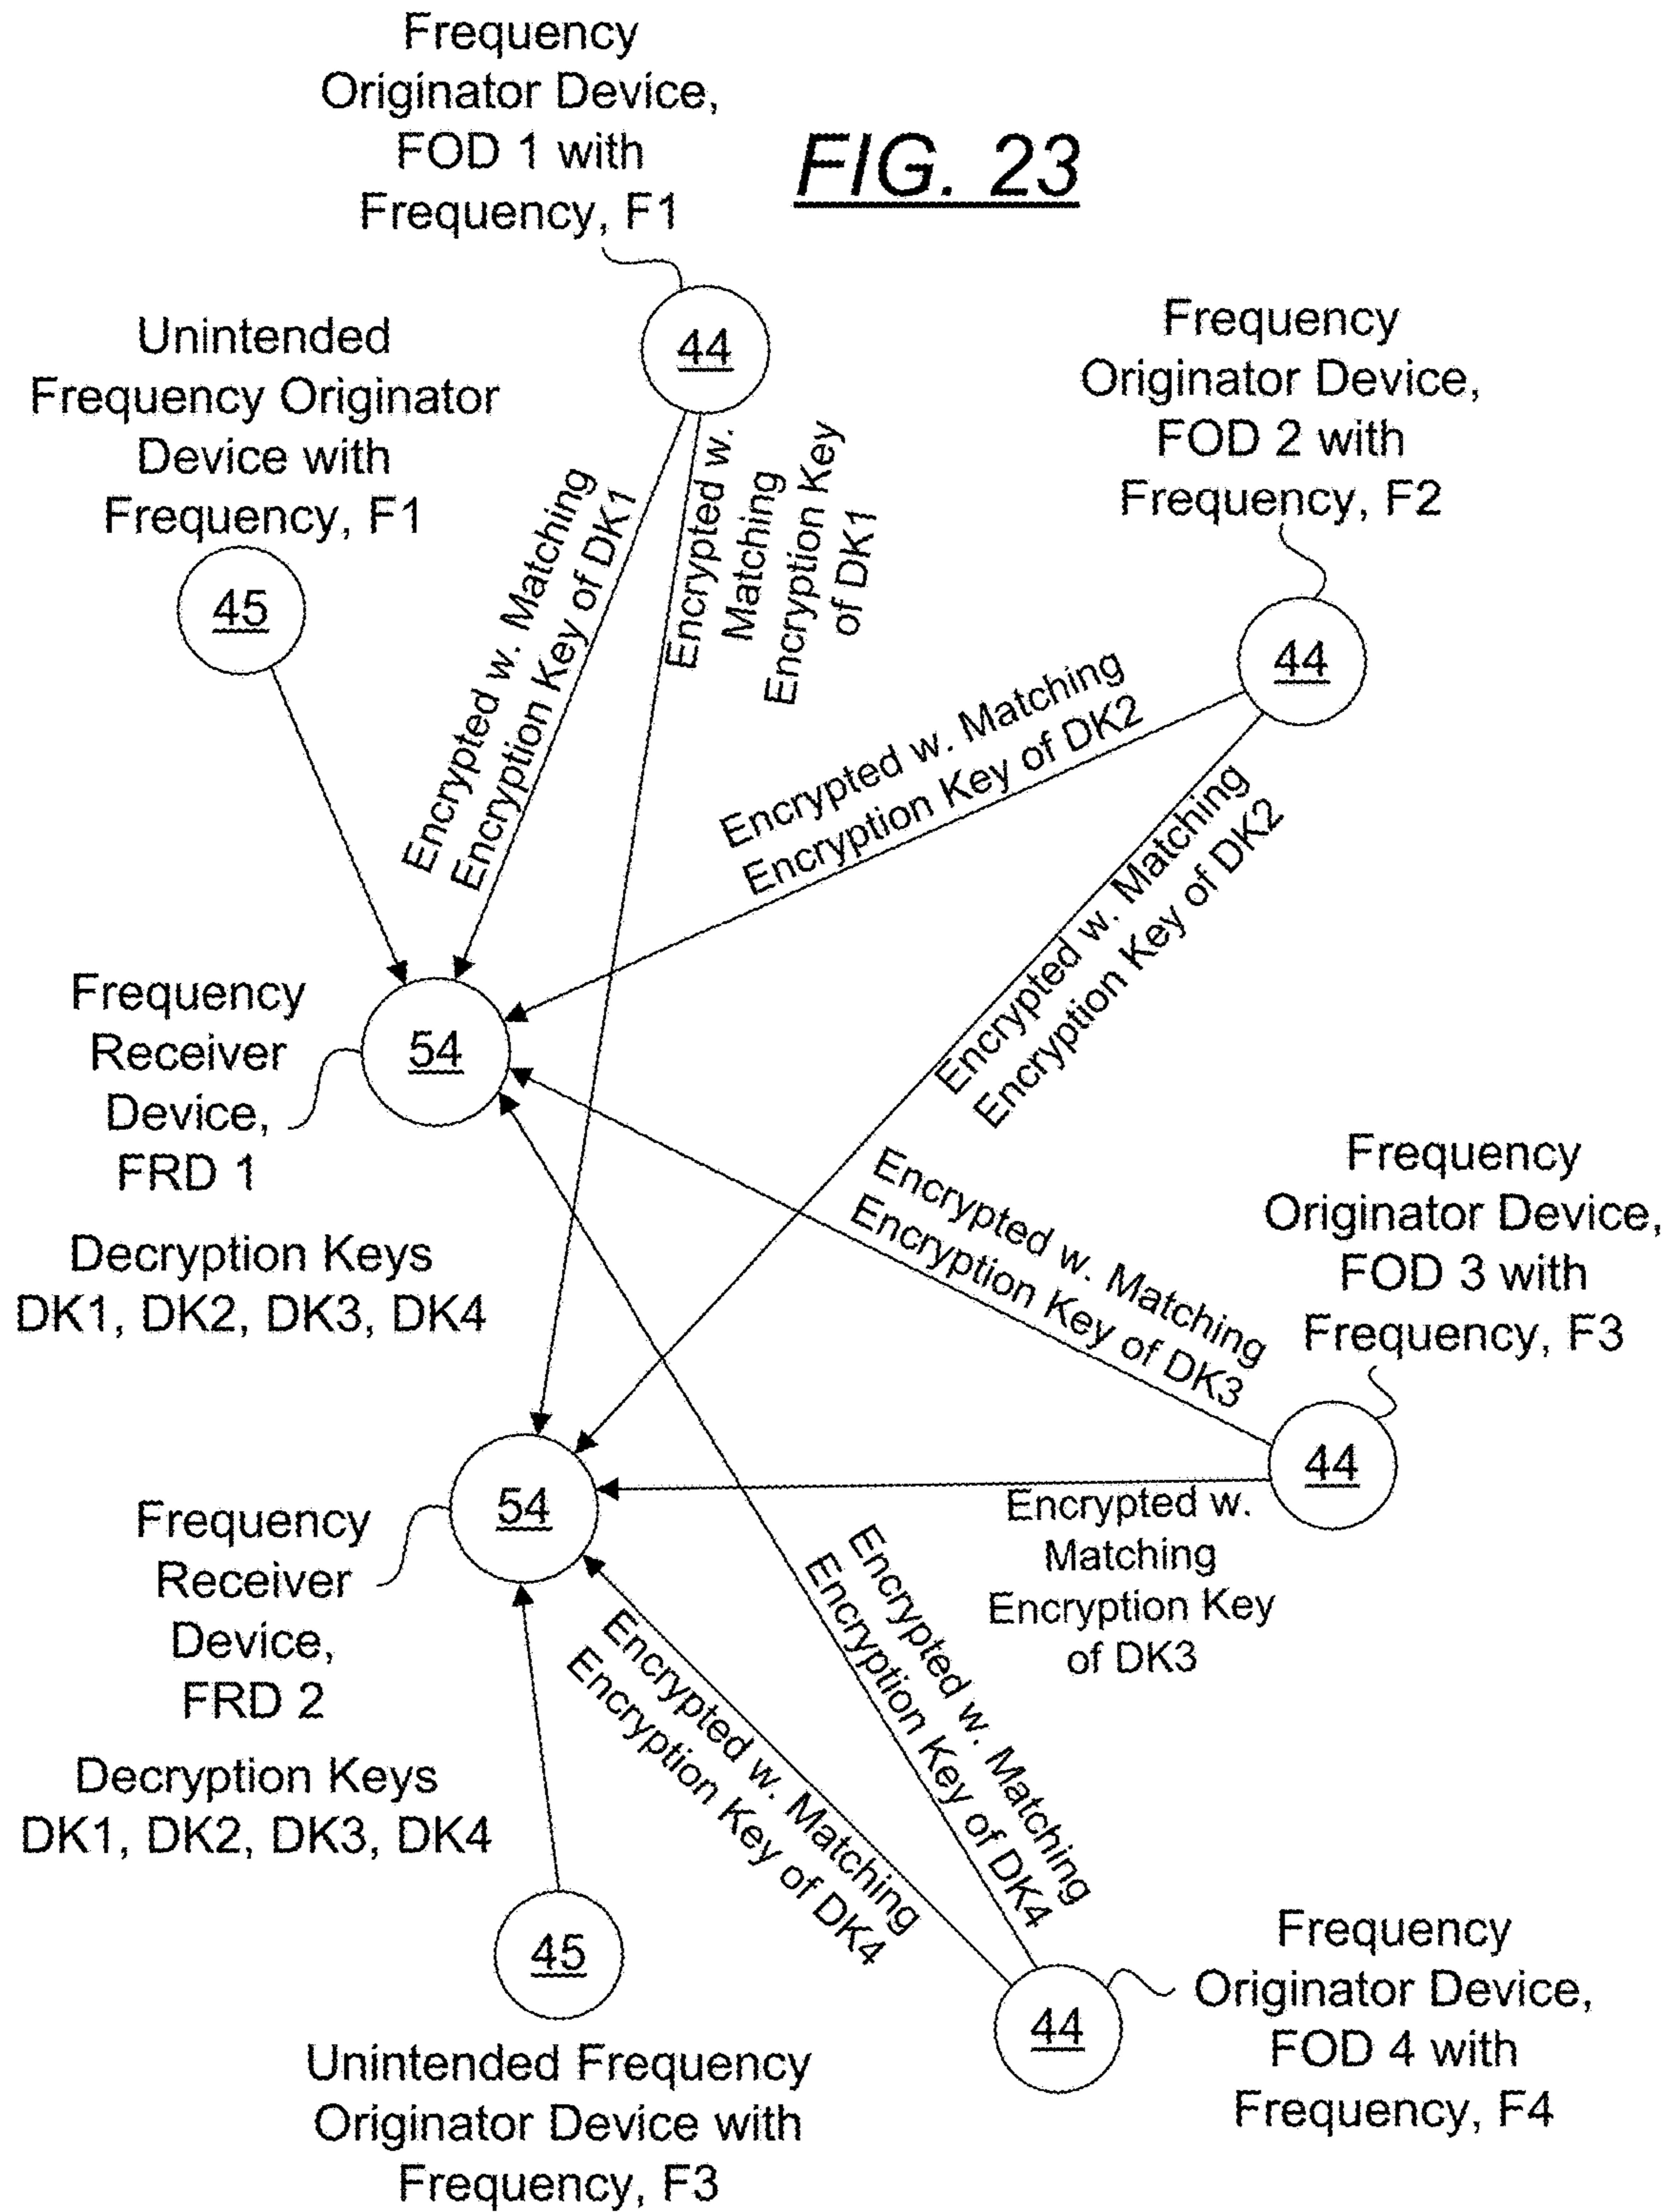 Frequency
Originator Device,
FOD 1 with
Frequency, F1
FIG. 23
44
Unintended
Frequency Originator
Device with
Frequency, F1
45
Frequency
Originator Device,
FOD 2 with
Frequency, F2
44
Encrypted w. Matching
Encryption Key of DK1
Encrypted w.
Matching
Encryption Key
of DK1
Encrypted w. Matching
Encryption Key of DK2
Encrypted w. Matching
Encryption Key of DK2
Frequency
Receiver
Device,
FRD 1
54
Decryption Keys
DK1, DK2, DK3, DK4
Encrypted w. Matching
Encryption Key of DK3
Frequency
Originator Device,
FOD 3 with
Frequency, F3
44
Encrypted w.
Matching
Encryption Key
of DK3
54
Frequency
Receiver
Device,
FRD 2
Decryption Keys
DK1, DK2, DK3, DK4
Encrypted w. Matching
Encryption Key of DK4
Encrypted w. Matching
Encryption Key of DK4
45
Unintended Frequency
Originator Device with
Frequency, F3
44
Frequency
Originator Device,
FOD 4 with
Frequency, F4